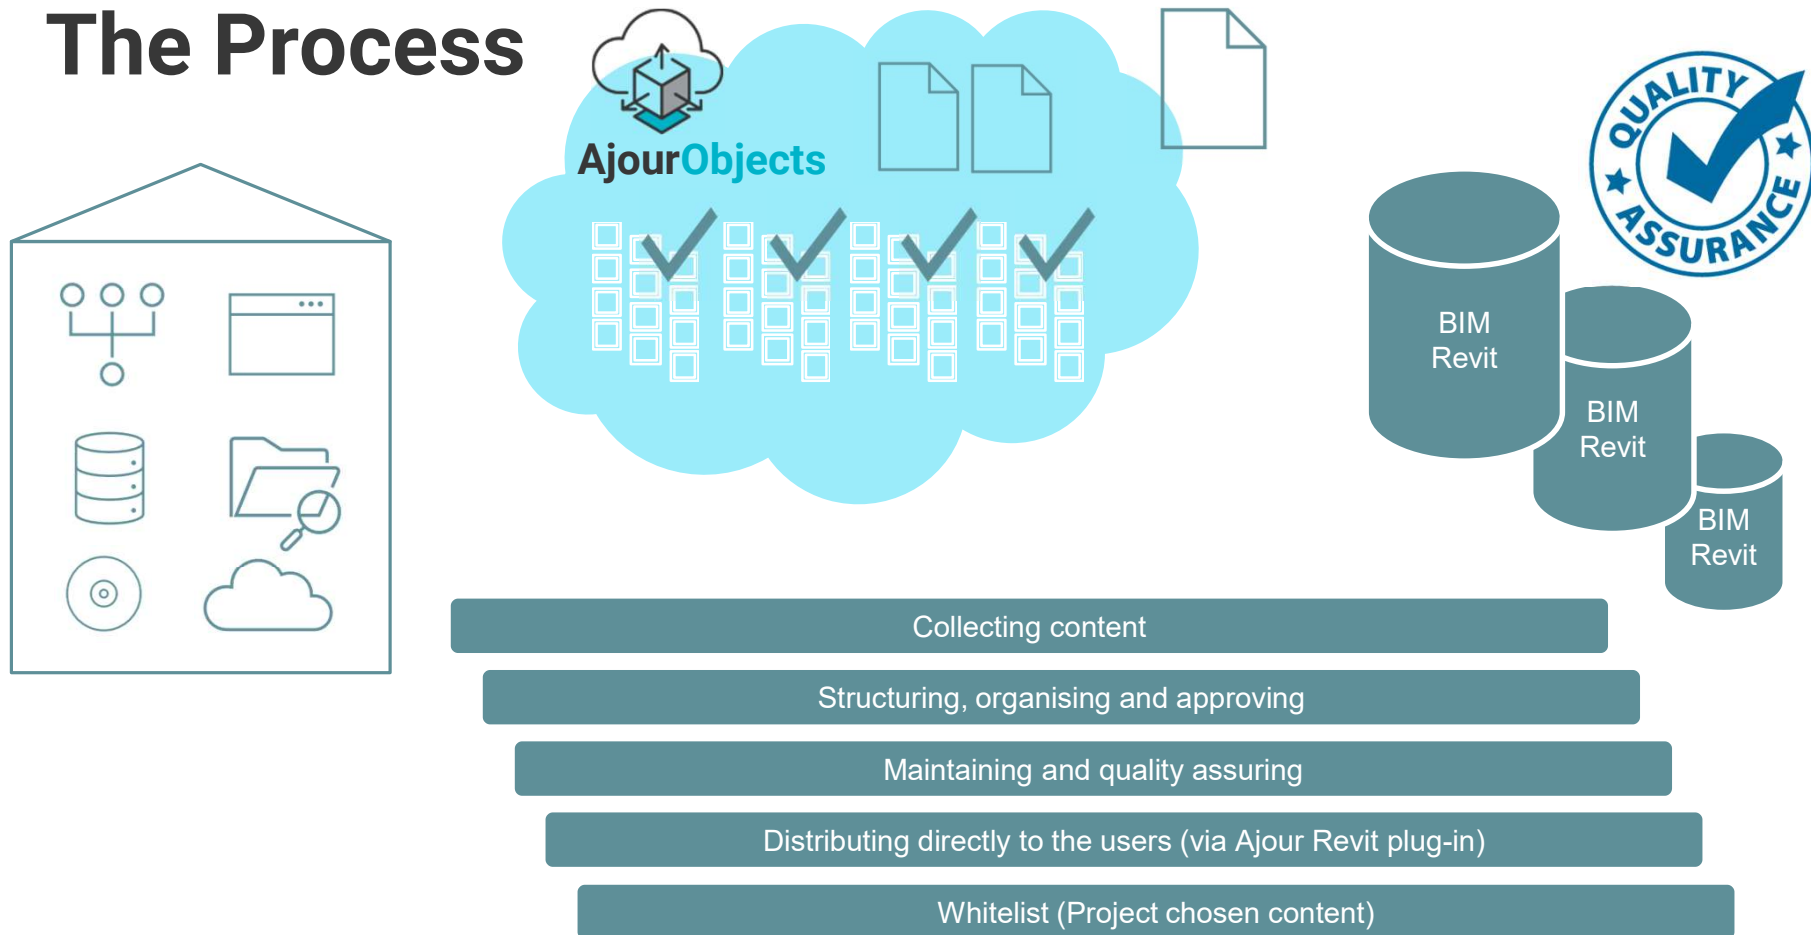 The Process
AjourObjects
QUALITY
ASSURANCE
BIM
Revit
BIM
Revit
BIM
Revit
Collecting content
Structuring, organising and approving
Maintaining and quality assuring
Distributing directly to the users (via Ajour Revit plug-in)
Whitelist (Project chosen content)